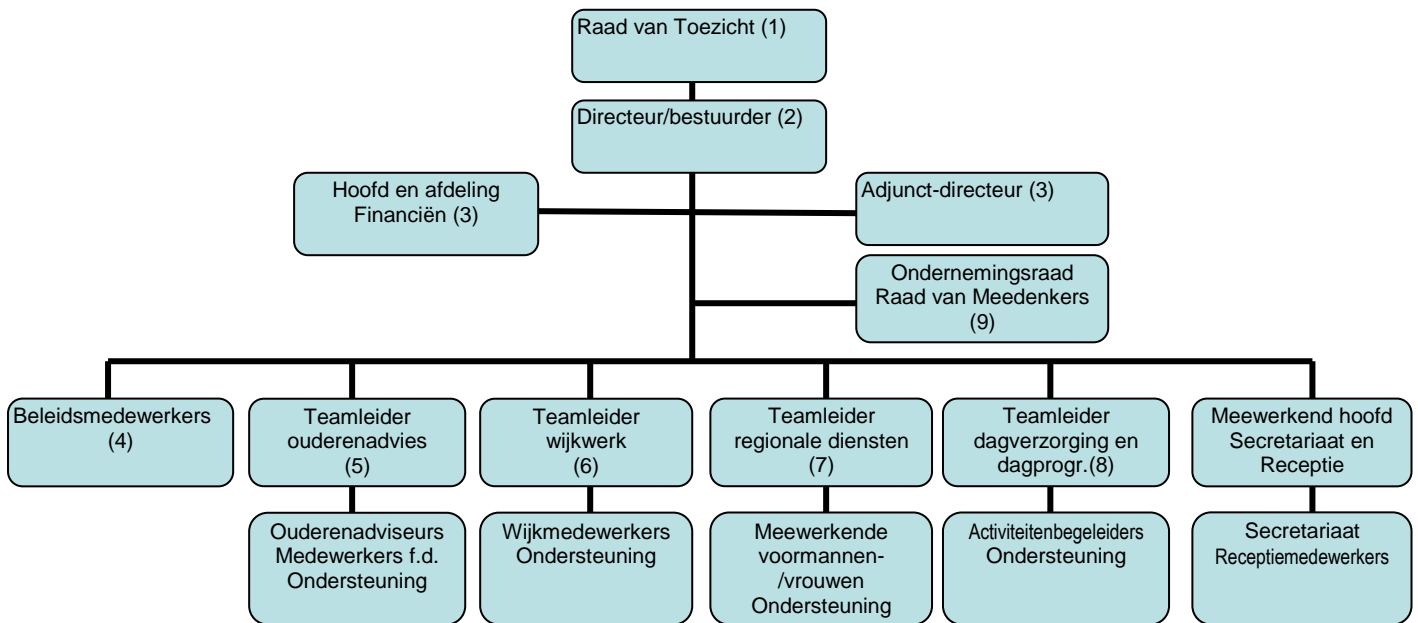 Raad van Toezicht (1)
Directeur/bestuurder (2)
Hoofd en afdeling
Financiën (3)
Adjunct-directeur (3)
Ondernemingsraad
Raad van Meedenkers
(9)
Beleidsmedewerkers
(4)
Teamleider
ouderenadvies
(5)
Teamleider
wijkwerk
(6)
Teamleider
regionale diensten
(7)
Teamleider
dagverzorging en
dagprogr.(8)
Meewerkend hoofd
Secretariaat en
Receptie
Ouderenadviseurs
Medewerkers f.d.
Ondersteuning
Wijkmedewerkers
Ondersteuning
Meewerkende
voormannen-
/vrouwen
Ondersteuning
Activiteitenbegeleiders
Ondersteuning
Secretariaat
Receptiemedewerkers